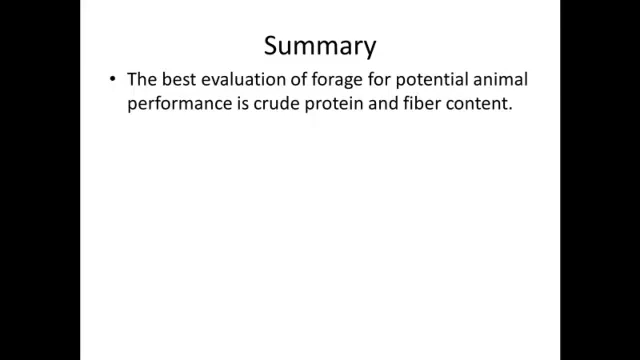 Summary
• The best evaluation of forage for potential animal
performance is crude protein and fiber content.